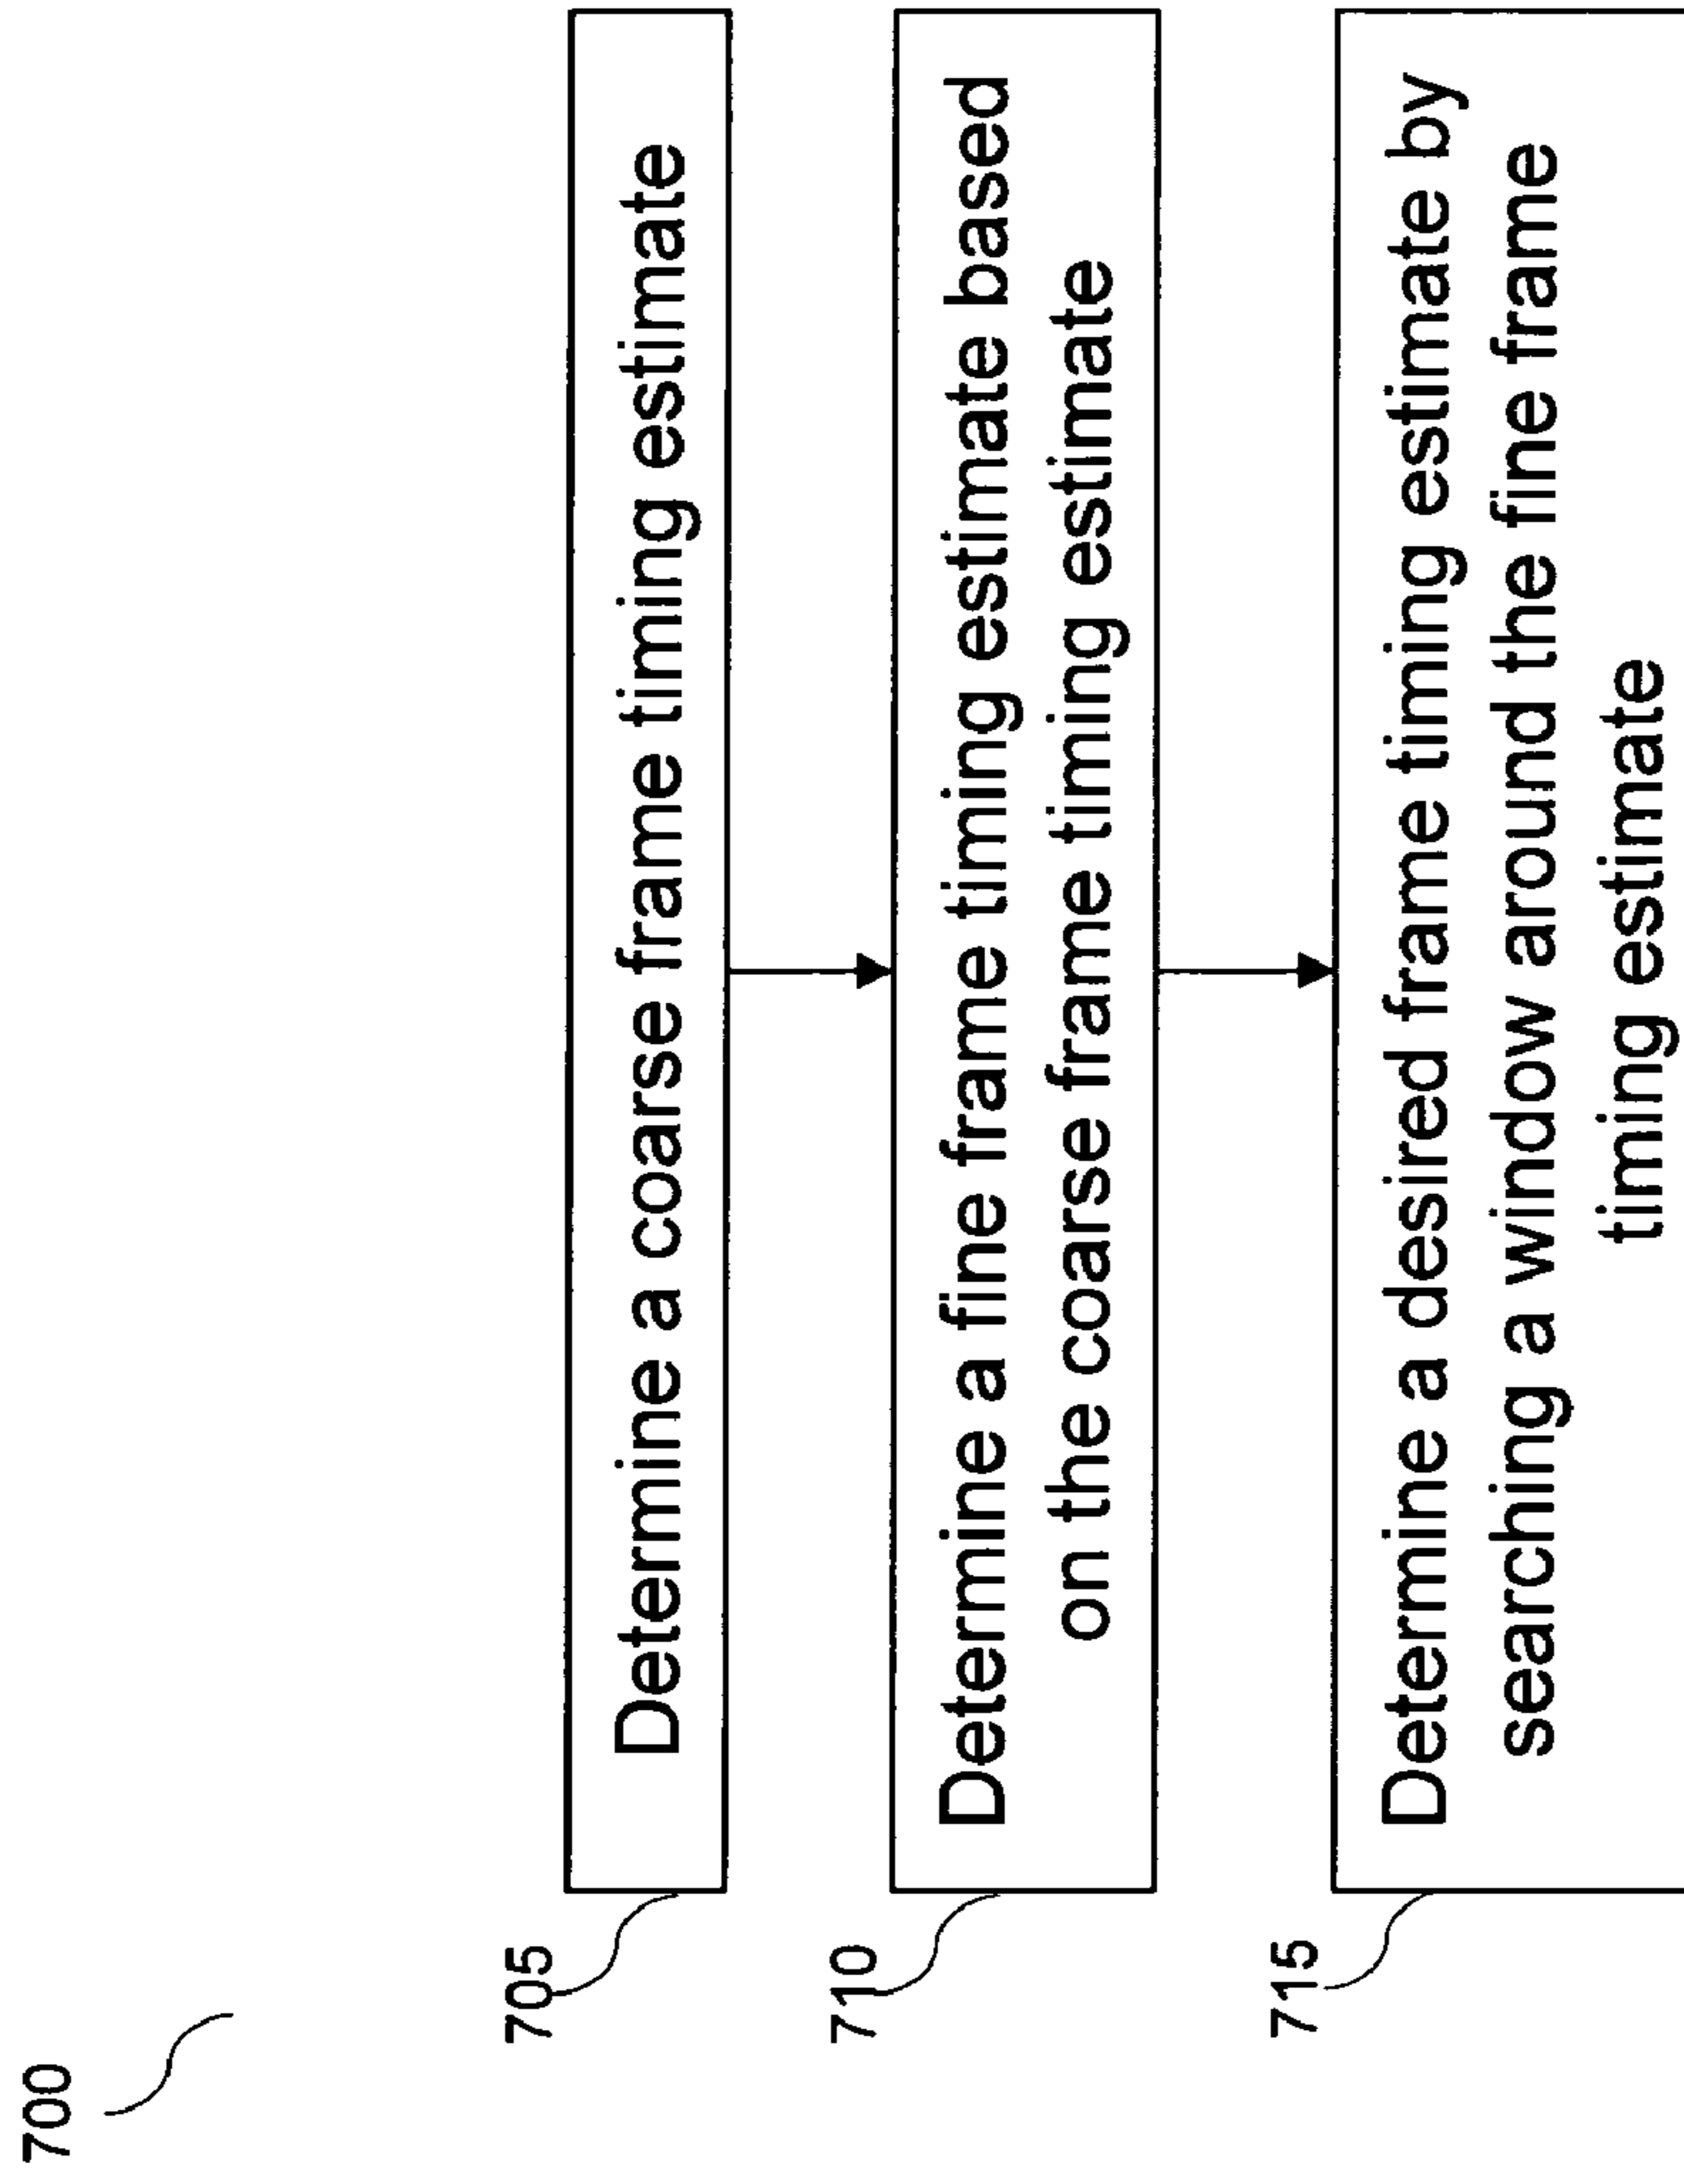 700
705
Determine a coarse frame timing estimate
710
Determine a fine frame timing estimate based
on the coarse frame timing estimate
715
Determine a desired frame timing estimate by
searching a window around the fine frame
timing estimate